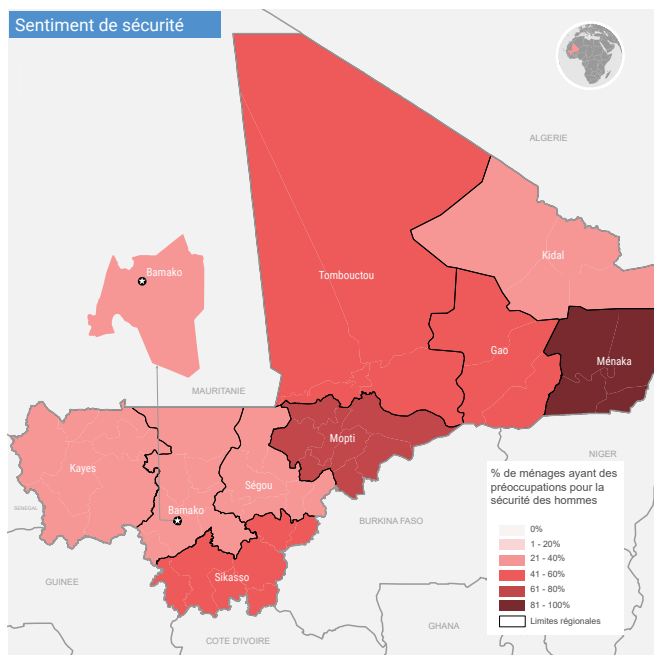 Sentiment de sécurité
ALGERIE
Kidal
Bamako
Tombouctou
Gao
Ménaka
MAURITANIE
Mopti
Kayes
Ségou
NIGER
SENEGAL
Bamako
BURKINA FASO
Sikasso
GUINEE
GHANA
COTE D'IVOIRE
% de ménages ayant des
préoccupations pour la
sécurité des hommes
0%
1 - 20%
21 - 40%
41 - 60%
61 - 80%
81 - 100%
Limites régionales